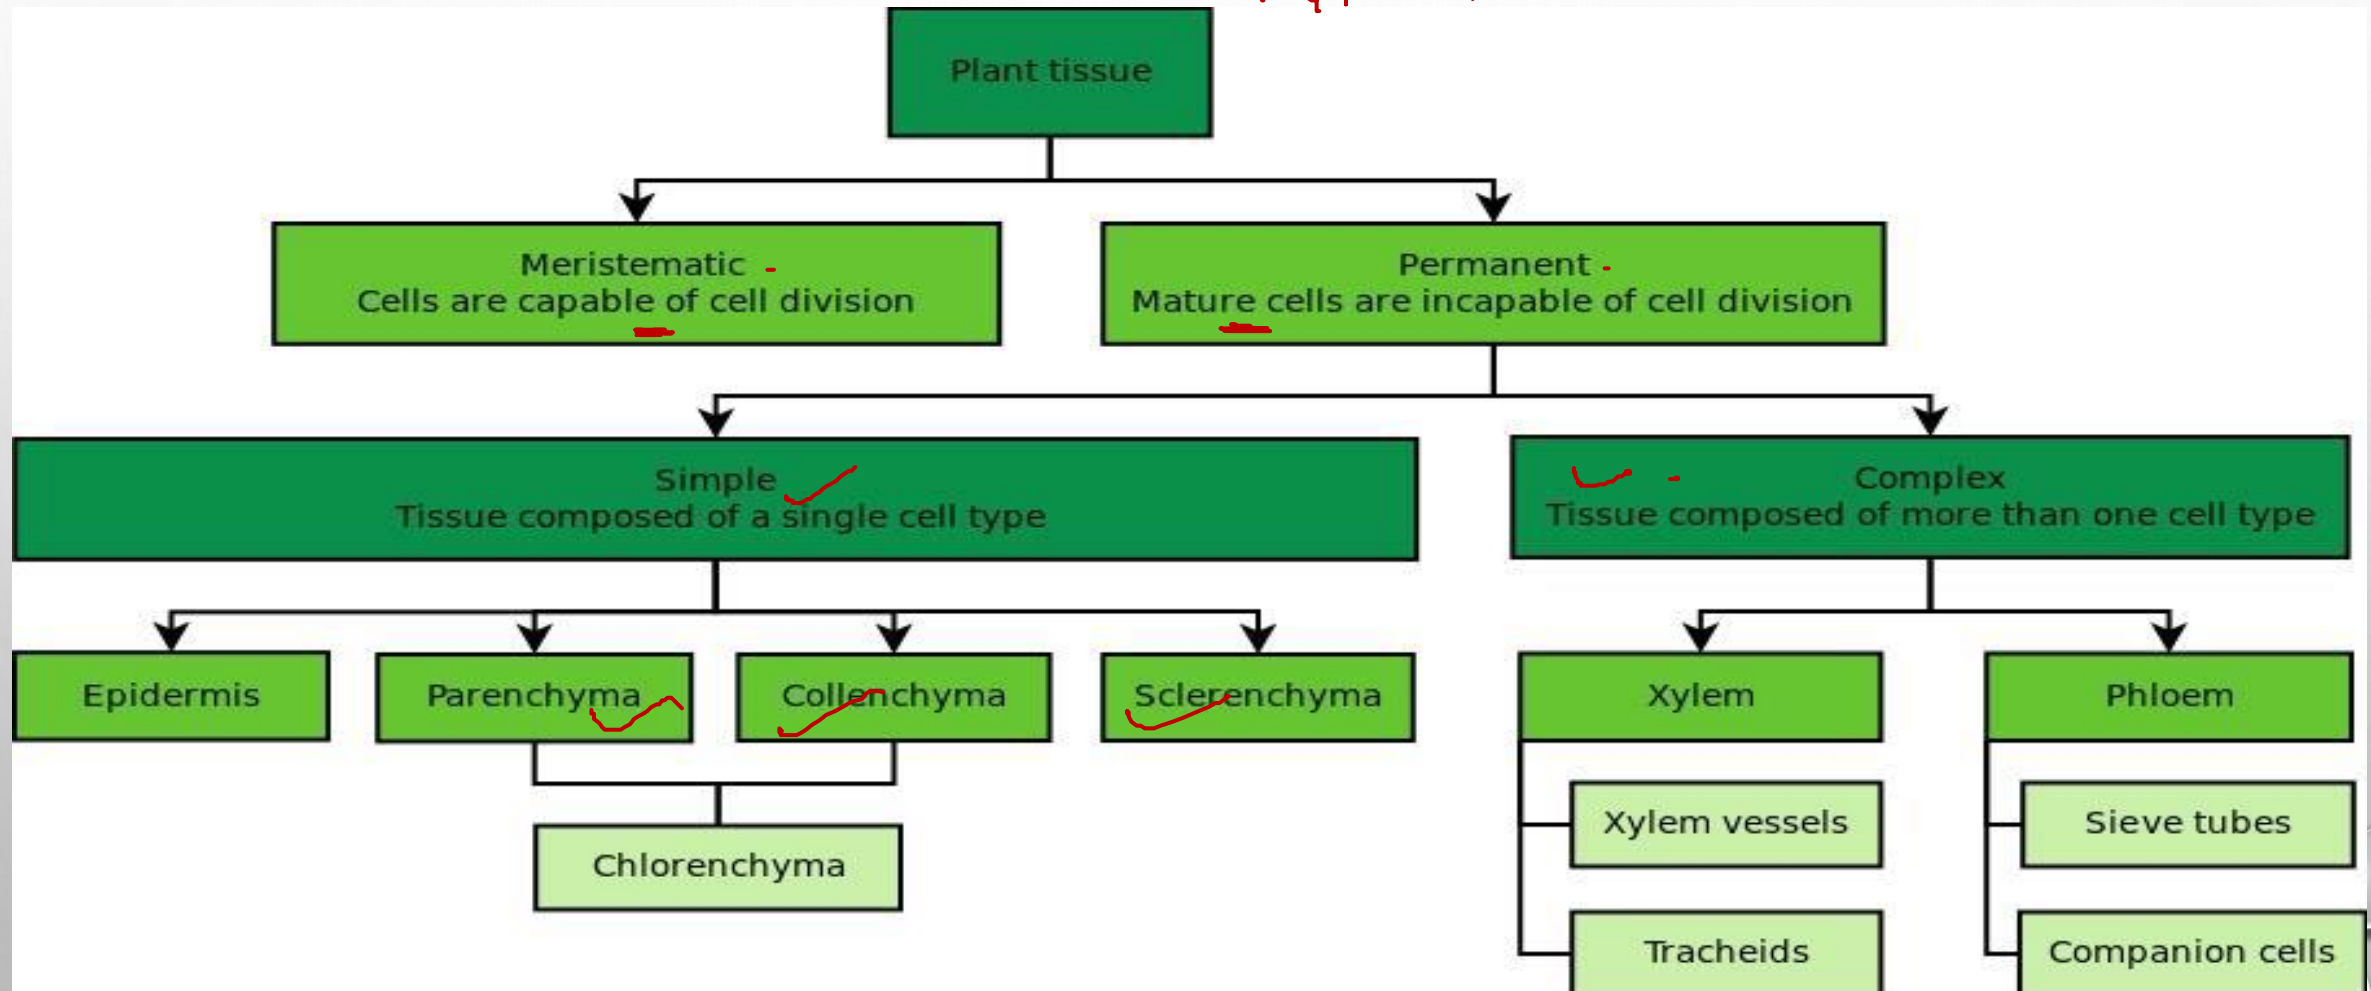 Plant tissue
Meristematic
Cells are capable of cell division
Permanent
Mature cells are incapable of cell division
Simple
Tissue composed of a single cell type
Complex
Tissue composed of more than one cell type
Epidermis
Parenchyma
Collenchyma
Sclerenchyma
Xylem
Phloem
Xylem vessels
Sieve tubes
Chlorenchyma
Tracheids
Companion cells